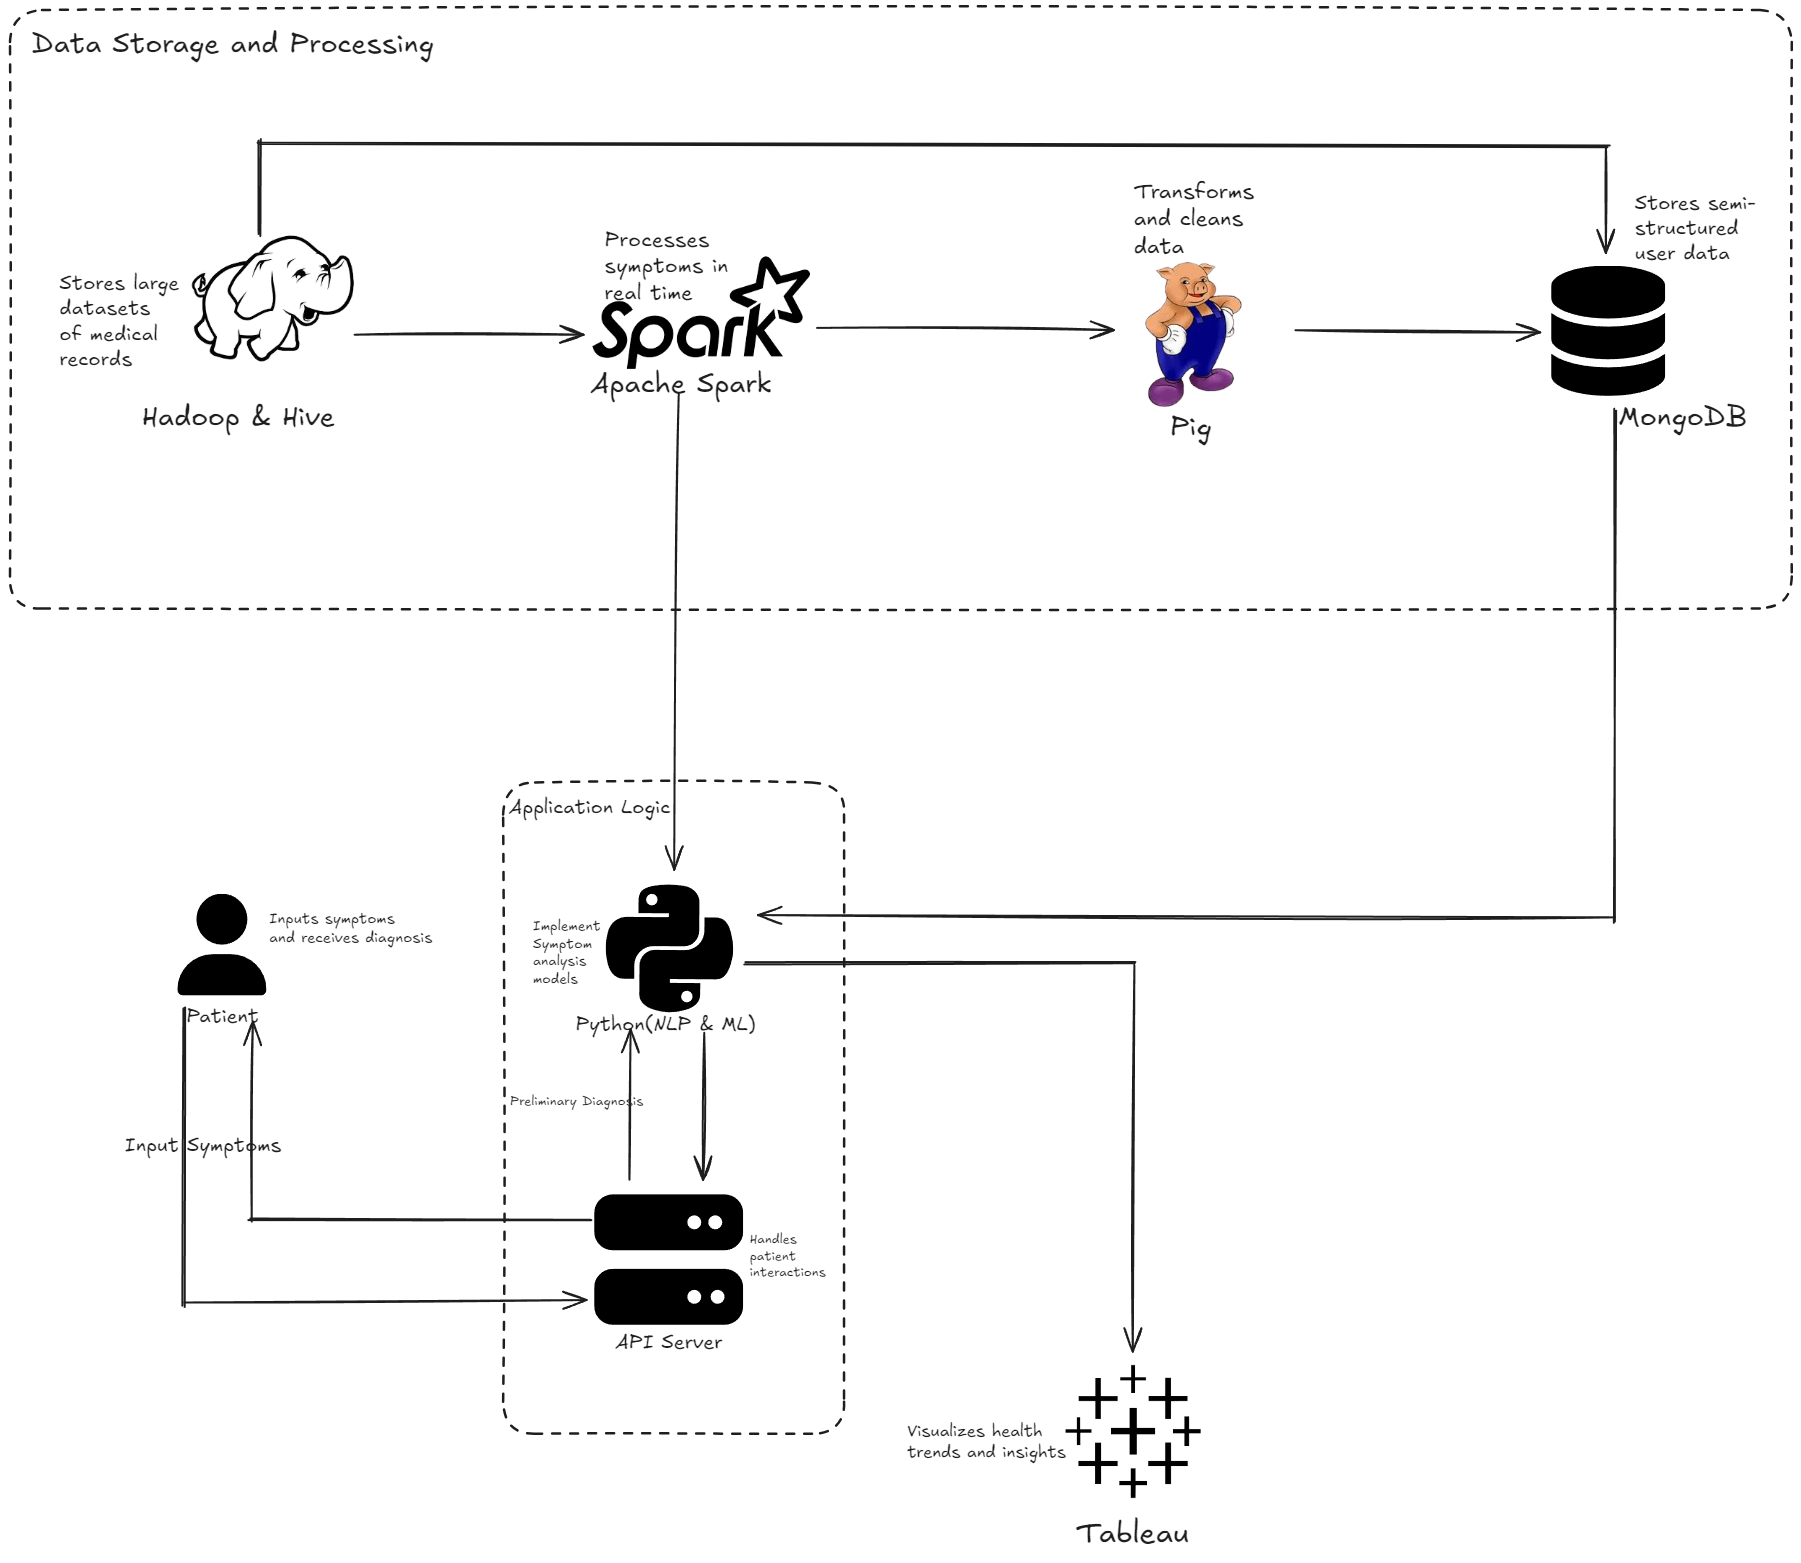 Data Storage and Processing
Stores large
datasets
of medical
records
Hadoop & Hive
Processes
symptoms in
real time
Spark
Apache Spark
Transforms
and cleans
data
Pig
Stores semi-
structured
user data
MongoDB
Application Logic
Implement
Symptom
analysis
models
Python(NLP & ML)
Inputs symptoms
and receives diagnosis
Patient
Input Symptoms
Preliminary Diagnosis
Handles
patient
interactions
API Server
Visualizes health
trends and insights
Tableau